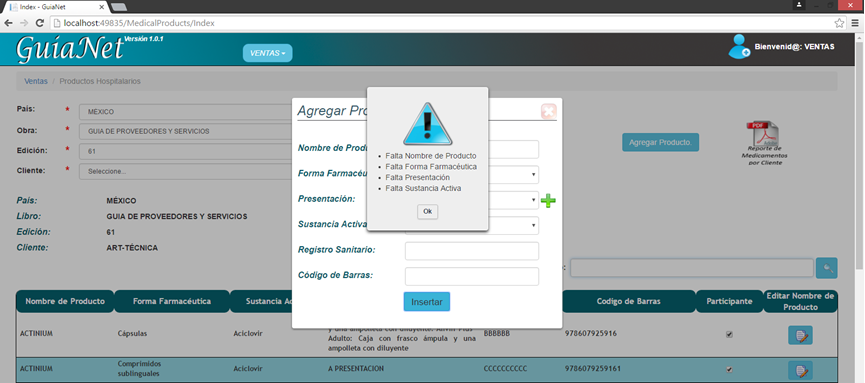 Index - GuiaNet
localhost:49835/MedicalProducts/Index
GuíaNet Versión 1.0.1
VENTAS
Bienvenid@: VENTAS
Ventas / Productos Hospitalarios
País: * MÉXICO
Obra: * GUIA DE PROVEEDORES Y SERVICIOS
Edición: * 61
Cliente: * Seleccione...
País: MÉXICO
Libro: GUIA DE PROVEEDORES Y SERVICIOS
Edición: 61
Cliente: ART-TÉCNICA
Agregar Producto
PDF
Reporte de
Medicamentos
por Cliente
Agregar Pro
Nombre de Produ
Forma Farmacéu
Presentación:
Sustancia Activa
Registro Sanitario:
Código de Barras:
Insertar
• Falta Nombre de Producto
• Falta Forma Farmacéutica
• Falta Presentación
• Falta Sustancia Activa
Ok
Nombre de Producto Forma Farmacéutica Sustancia Ac Codigo de Barras Participante Editar Nombre de
Producto
ACTINIUM Cápsulas Aciclovir y una ampolleta con diluyente. Adulto: Caja con frasco ámpula y una ampolleta con diluyente BBBBBB 978607925916
ACTINIUM Comprimidos sublinguales Aciclovir A PRESENTACION CCCCCCCCCC 9786079259161